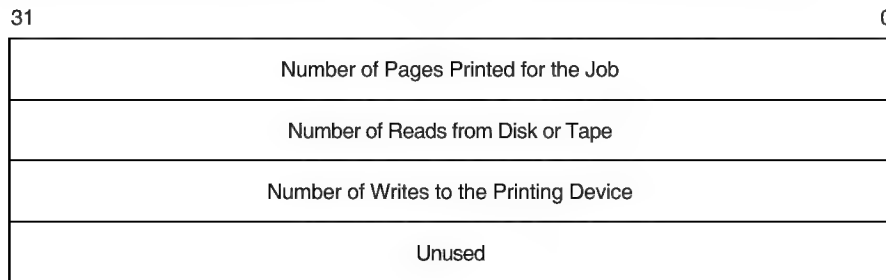 31 0
Number of Pages Printed for the Job
Number of Reads from Disk or Tape
Number of Writes to the Printing Device
Unused